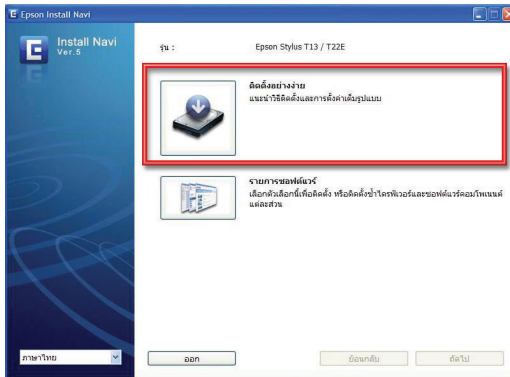 Epson Install Navi
Install Navi
Ver.5
รุ่น : Epson Stylus T13 / T22E
ติดตั้งอย่างง่าย
แนะนำวิธีติดตั้งและการตั้งค่าเต็มรูปแบบ
รายการซอฟต์แวร์
เลือกตัวเลือกนี้เพื่อติดตั้ง หรือติดตั้งซ้ำไดรฟ์เวอร์และซอฟต์แวร์คอมโพเนนต์
แต่ละส่วน
ภาษาไทย
ออก
ย้อนกลับ
ถัดไป